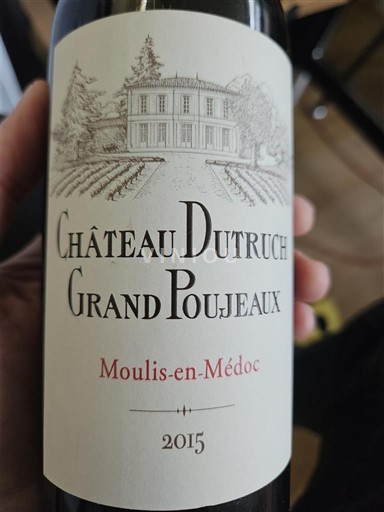 Château Dutruch
Grand Poujeaux
Moulis-en-Médoc
2015